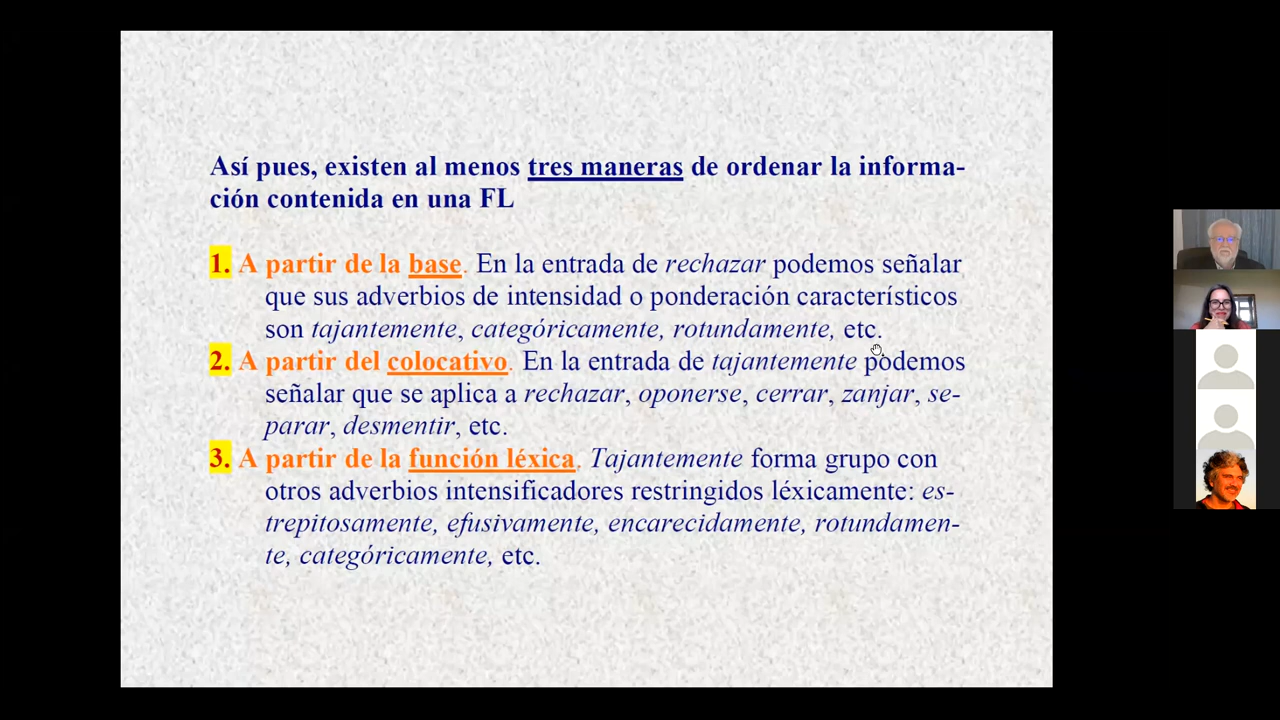 Así pues, existen al menos tres maneras de ordenar la informa-
ción contenida en una FL
1. A partir de la base. En la entrada de rechazar podemos señalar
que sus adverbios de intensidad o ponderación característicos
son tajantemente, categóricamente, rotundamente, etc.
2. A partir del colocativo. En la entrada de tajantemente podemos
señalar que se aplica a rechazar, oponerse, cerrar, zanjar, se-
parar, desmentir, etc.
3. A partir de la función léxica. Tajantemente forma grupo con
otros adverbios intensificadores restringidos léxicamente: es-
trepitosamente, efusivamente, encarecidamente, rotundamen-
te, categóricamente, etc.